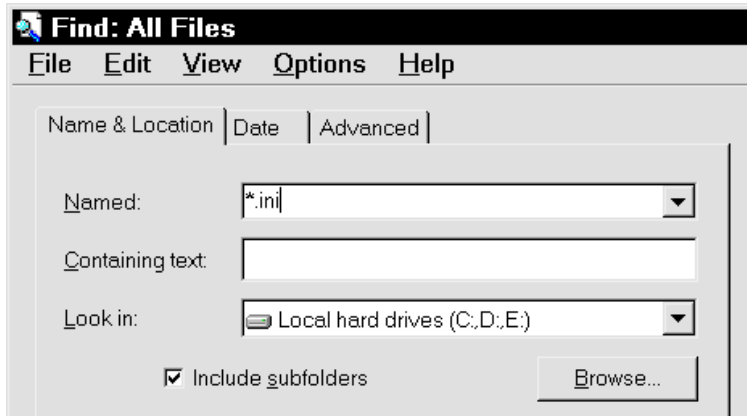 Find: All Files
File Edit View Options Help
Name & Location Date Advanced
Named: *.ini
Containing text:
Look in: Local hard drives (C:,D:,E:)
Include subfolders Browse...